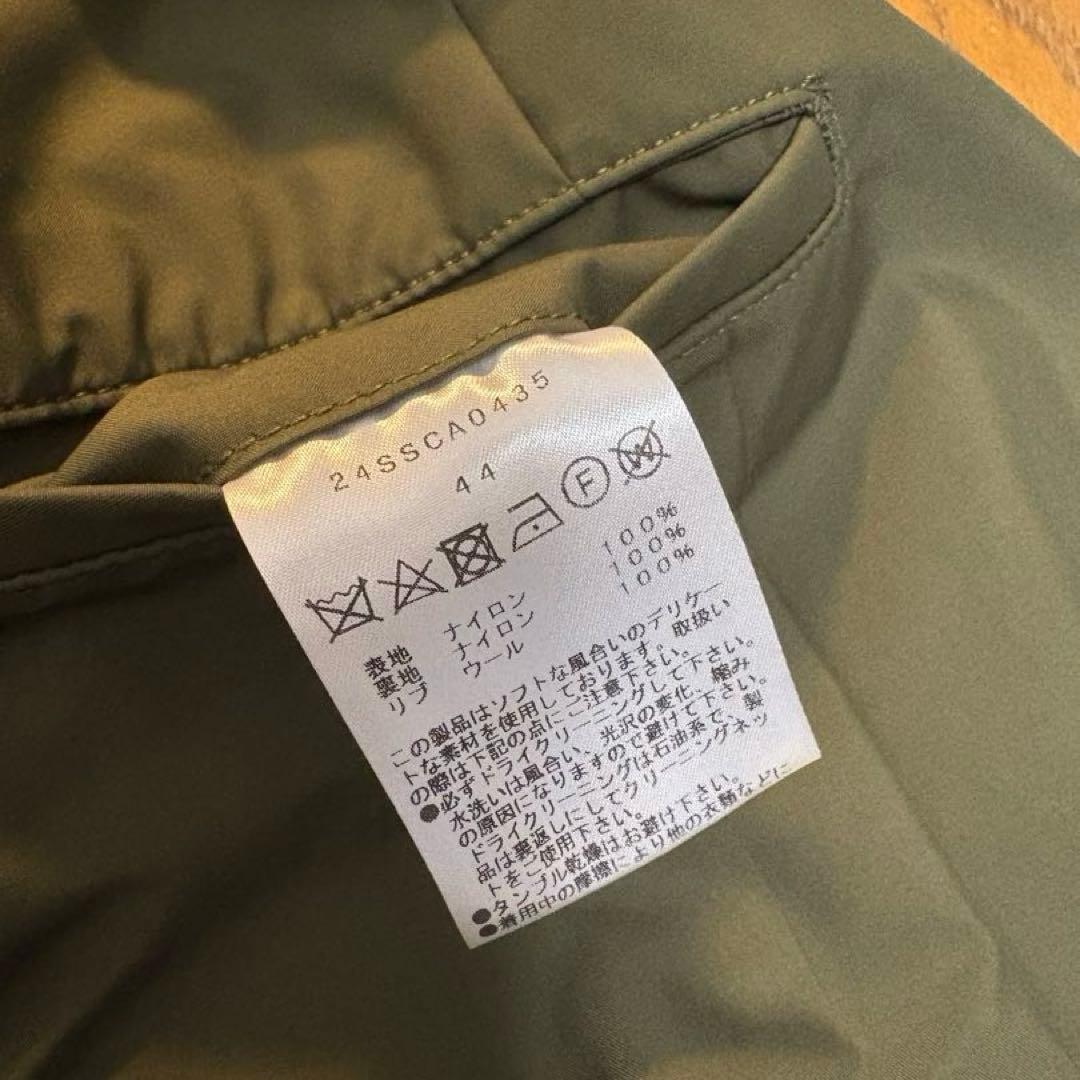 24SSCA0435
44
F
W
表地 ナイロン 100%
裏地 ナイロン 100%
リブ ウール 100%
この製品はソフトな風合いのデリケー
トな素材を使用しております。取扱い
の際は下記の点にご注意下さい。
●必ずドライクリーニングして下さい。
水洗いは風合い、光沢の変化、縮み
の原因になりますので避けて下さい。
ドライクリーニングは石油系で、製
品は裏返しにしてクリーニングネッ
トをご使用下さい。
●タンブル乾燥はお避け下さい。
●着用中の摩擦により他の衣類などに